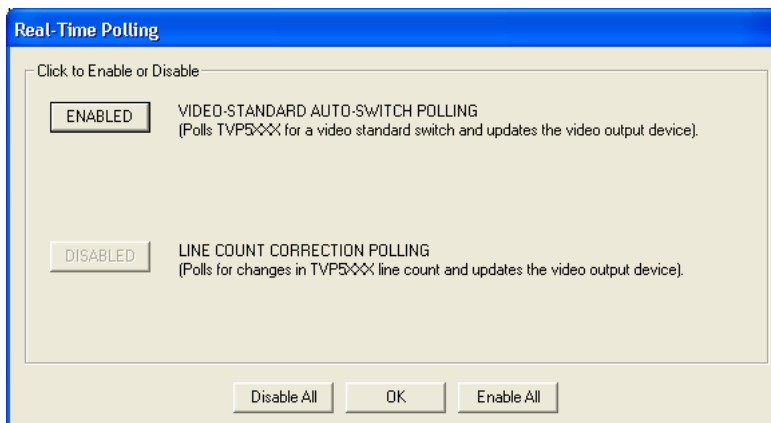 Real-Time Polling
Click to Enable or Disable
ENABLED
VIDEO-STANDARD AUTO-SWITCH POLLING
(Polls TVP5XXX for a video standard switch and updates the video output device).
DISABLED
LINE COUNT CORRECTION POLLING
(Polls for changes in TVP5XXX line count and updates the video output device).
Disable All
OK
Enable All